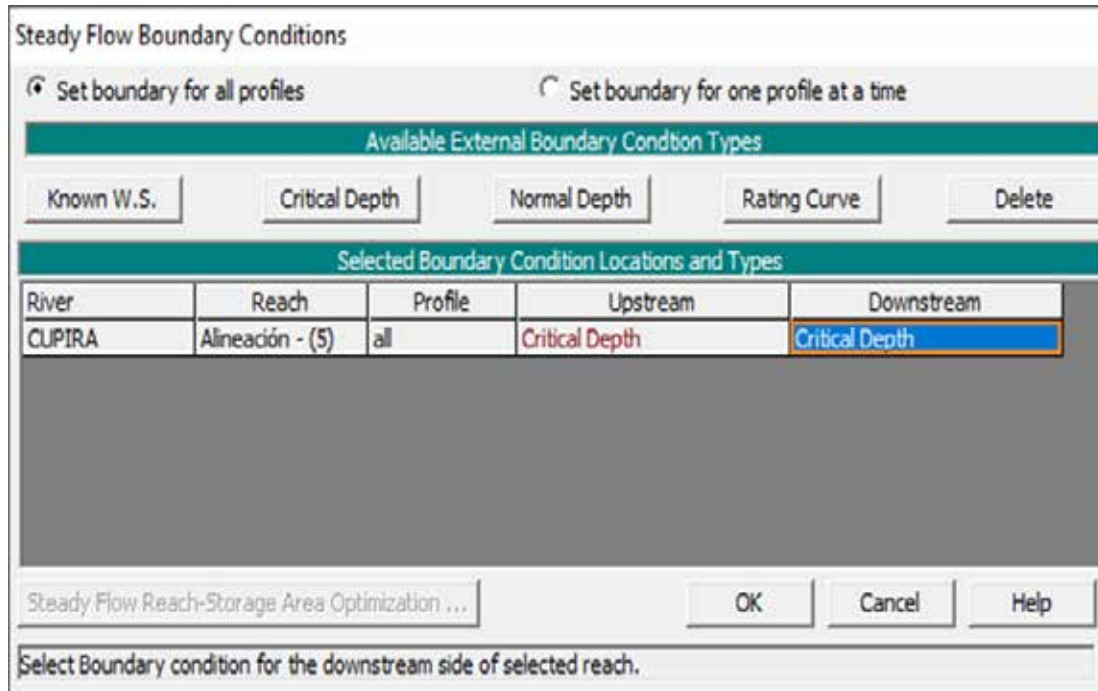 Steady Flow Boundary Conditions
Set boundary for all profiles Set boundary for one profile at a time
Available External Boundary Condtion Types
Known W.S. Critical Depth Normal Depth Rating Curve Delete
Selected Boundary Condition Locations and Types
River Reach Profile Upstream Downstream
CUPIRA Alineación - (5) all Critical Depth Critical Depth
Steady Flow Reach-Storage Area Optimization ... OK Cancel Help
Select Boundary condition for the downstream side of selected reach.